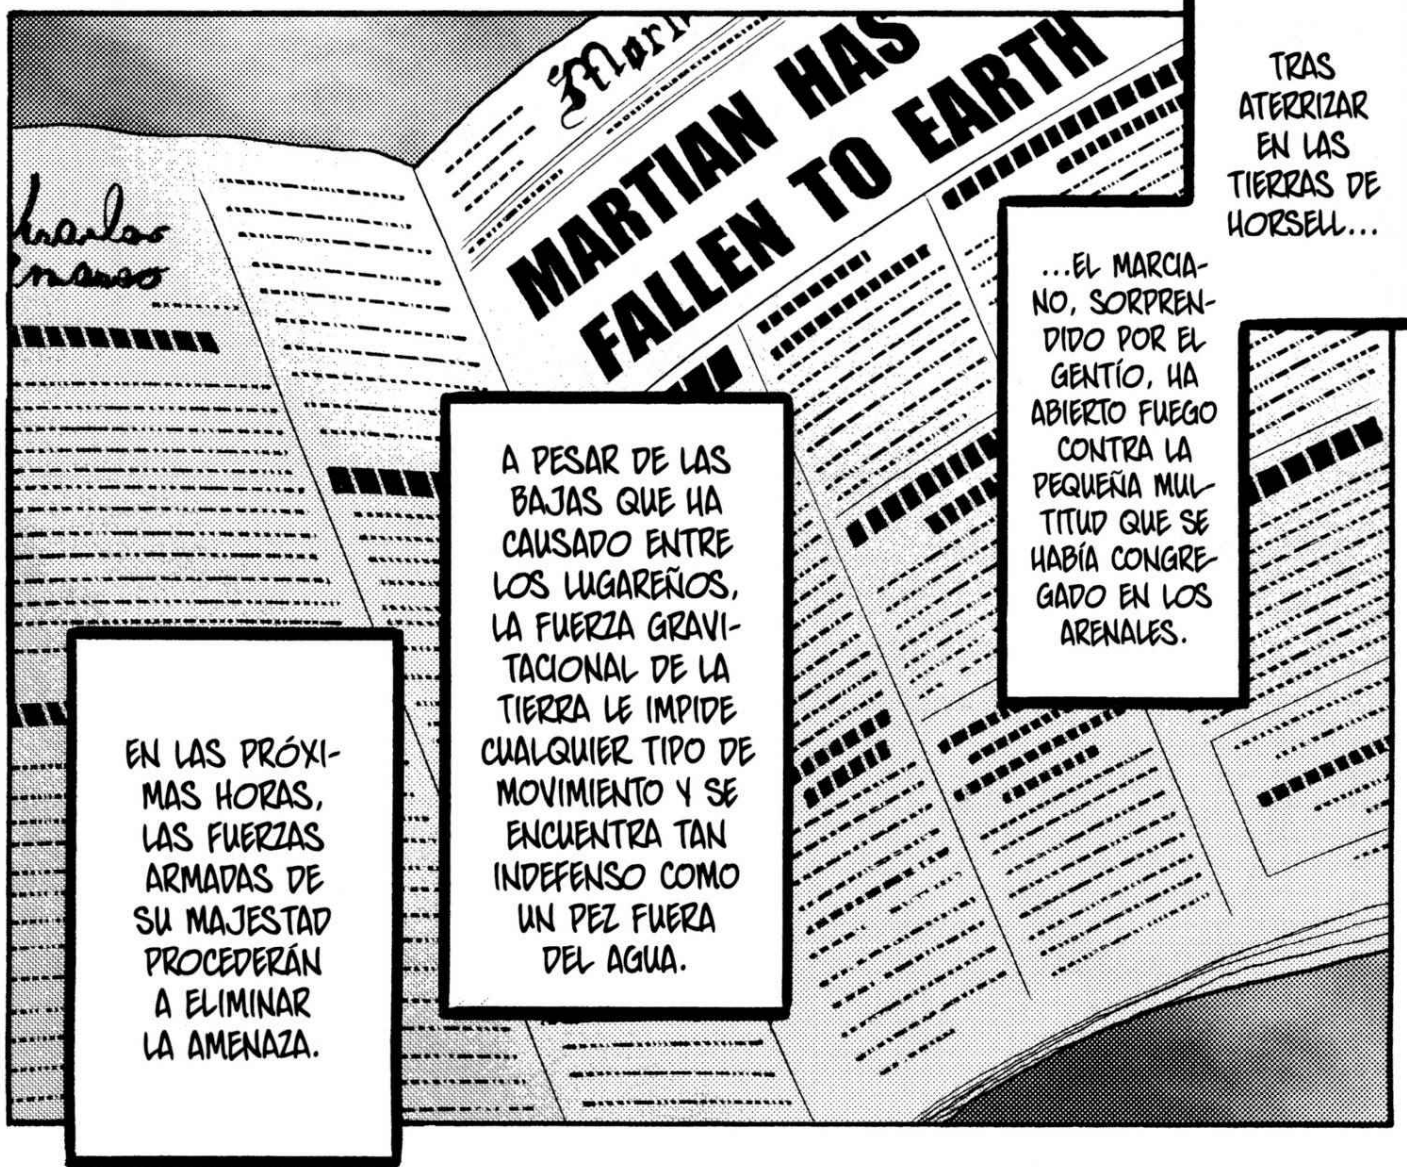 MARTIAN HAS
FALLEN TO EARTH
TRAS
ATERRIZAR
EN LAS
TIERRAS DE
HORSELL...
...EL MARCIA-
NO, SORPREN-
DIDO POR EL
GENTÍO, HA
ABIERTO FUEGO
CONTRA LA
PEQUEÑA MUL-
TITUD QUE SE
HABÍA CONGRE-
GADO EN LOS
ARENALES.
A PESAR DE LAS
BAJAS QUE HA
CAUSADO ENTRE
LOS LUGAREÑOS,
LA FUERZA GRAVI-
TACIONAL DE LA
TIERRA LE IMPIDE
CUALQUIER TIPO DE
MOVIMIENTO Y SE
ENCUENTRA TAN
INDEFENSO COMO
UN PEZ FUERA
DEL AGUA.
EN LAS PRÓXI-
MAS HORAS,
LAS FUERZAS
ARMADAS DE
SU MAJESTAD
PROCEDERÁN
A ELIMINAR
LA AMENAZA.